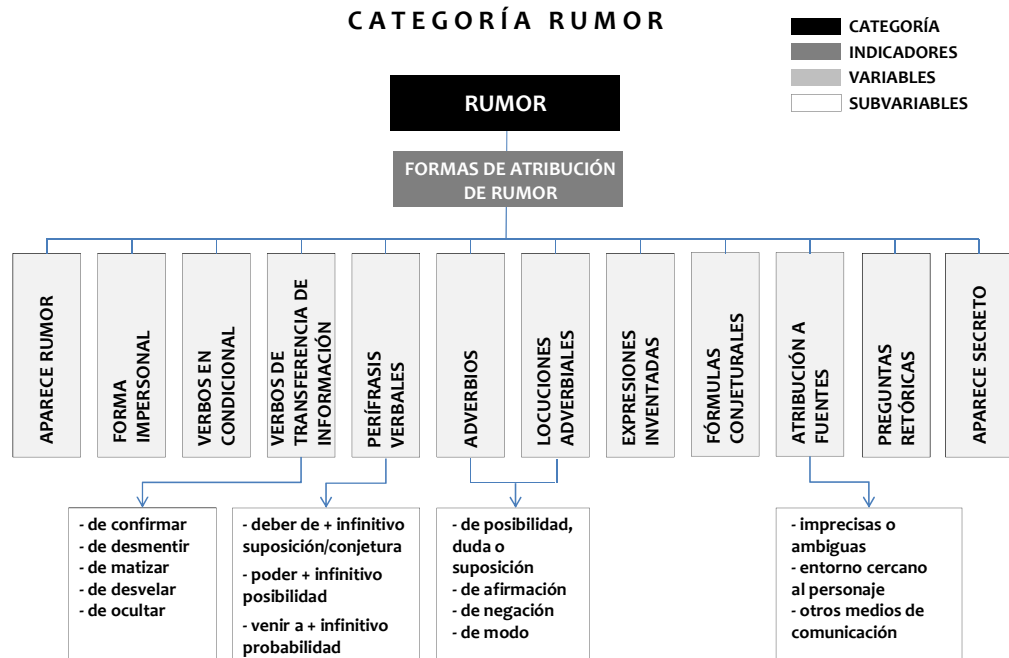 CATEGORÍA RUMOR
CATEGORÍA
INDICADORES
VARIABLES
SUBVARIABLES
RUMOR
FORMAS DE ATRIBUCIÓN
DE RUMOR
APARECE RUMOR
FORMA
IMPERSONAL
VERBOS EN
CONDICIONAL
VERBOS DE
TRANSFERENCIA DE
INFORMACIÓN
PERÍFRASIS
VERBALES
ADVERBIOS
LOCUCIONES
ADVERBIALES
EXPRESIONES
INVENTADAS
FÓRMULAS
CONJETURALES
ATRIBUCIÓN A
FUENTES
PREGUNTAS
RETÓRICAS
APARECE SECRETO
- de confirmar
- de desmentir
- de matizar
- de desvelar
- de ocultar
- deber de + infinitivo
suposición/conjetura
- poder + infinitivo
posibilidad
- venir a + infinitivo
probabilidad
- de posibilidad,
duda o
suposición
- de afirmación
- de negación
- de modo
- imprecisas o
ambiguas
- entorno cercano
al personaje
- otros medios de
comunicación